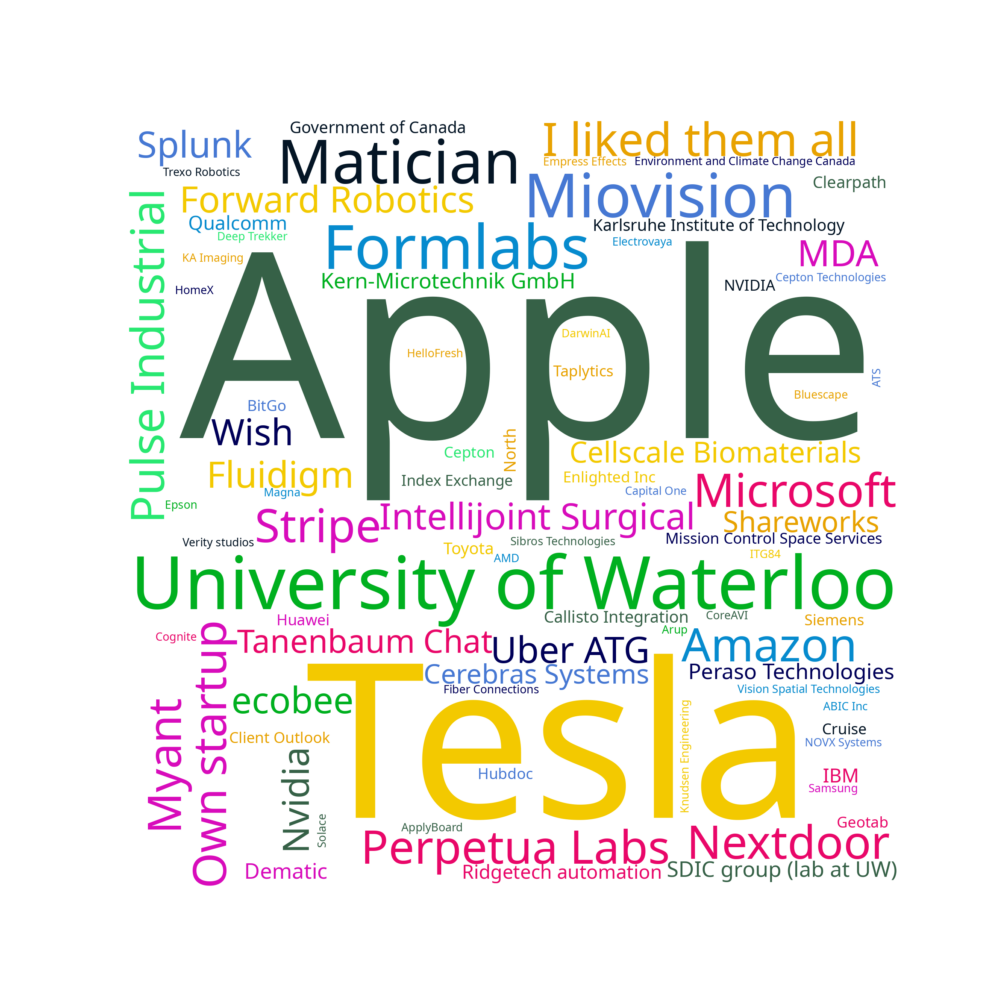 Government of Canada
I liked them all
Splunk
Matician
Empress Effects
Environment and Climate Change Canada
Trexo Robotics
Clearpath
Forward Robotics
Miovision
Qualcomm
Karlsruhe Institute of Technology
Deep Trekker
Formlabs
Electrovaya
MDA
KA Imaging
Kern-Microtechnik GmbH
Cepton Technologies
HomeX
NVIDIA
Pulse Industrial
Apple
DarwinAI
HelloFresh
Taplytics
ATS
Bluescape
BitGo
Wish
Cepton
North
Cellscale Biomaterials
Fluidigm
Index Exchange
Enlighted Inc
Magna
Capital One
Microsoft
Epson
Stripe
Intellijoint Surgical
Shareworks
Verity studios
Toyota
Sibros Technologies
Mission Control Space Services
AMD
ITG84
University of Waterloo
Huawei
Callisto Integration
CoreAVI
Siemens
Cognite
Tanenbaum Chat
Arup
Uber ATG
Amazon
Cerebras Systems
Peraso Technologies
Fiber Connections
Vision Spatial Technologies
Myant
Own startup
ecobee
Tesla
ABIC Inc
Client Outlook
Cruise
NOVX Systems
Nvidia
Hubdoc
Knudsen Engineering
IBM
Samsung
Solace
ApplyBoard
Geotab
Perpetua Labs
Nextdoor
Dematic
Ridgetech automation
SDIC group (lab at UW)